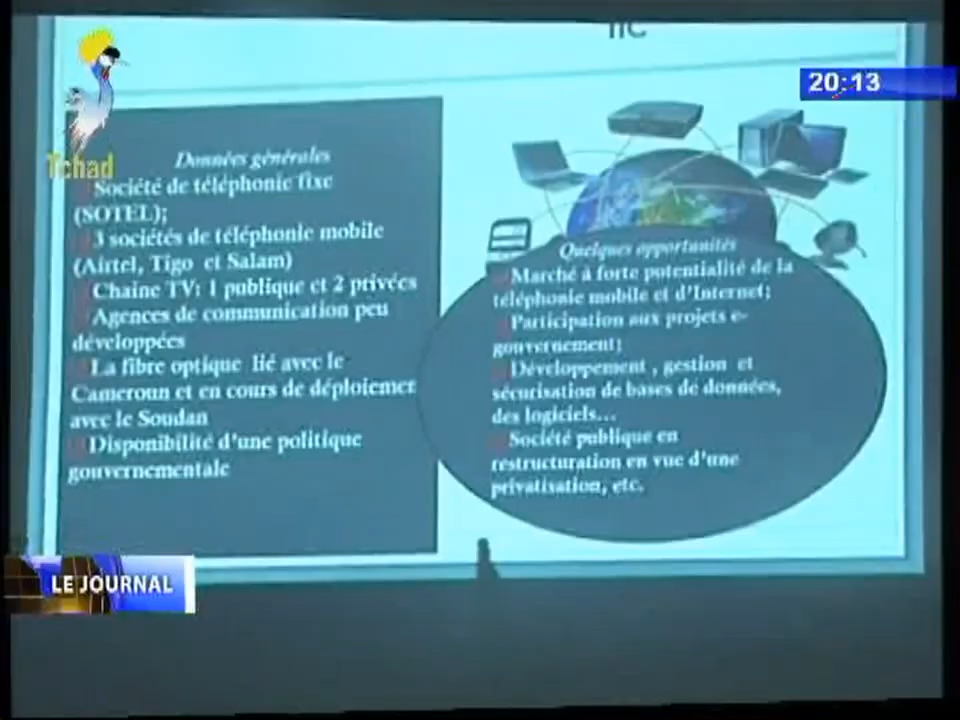 TIC
20:13
Tchad
Données générales
Société de téléphonie fixe
(SOTEL);
3 sociétés de téléphonie mobile
(Airtel, Tigo et Salam)
Chaine TV: 1 publique et 2 privées
Agences de communication peu
développées
La fibre optique lié avec le
Cameroun et en cours de déploiemet
avec le Soudan
Disponibilité d'une politique
gouvernementale
Quelques opportunités
Marché à forte potentialité de la
téléphonie mobile et d'Internet;
Participation aux projets e-
gouvernement;
Développement, gestion et
sécurisation de bases de données,
des logiciels...
Société publique en
restructuration en vue d'une
privatisation, etc.
LE JOURNAL